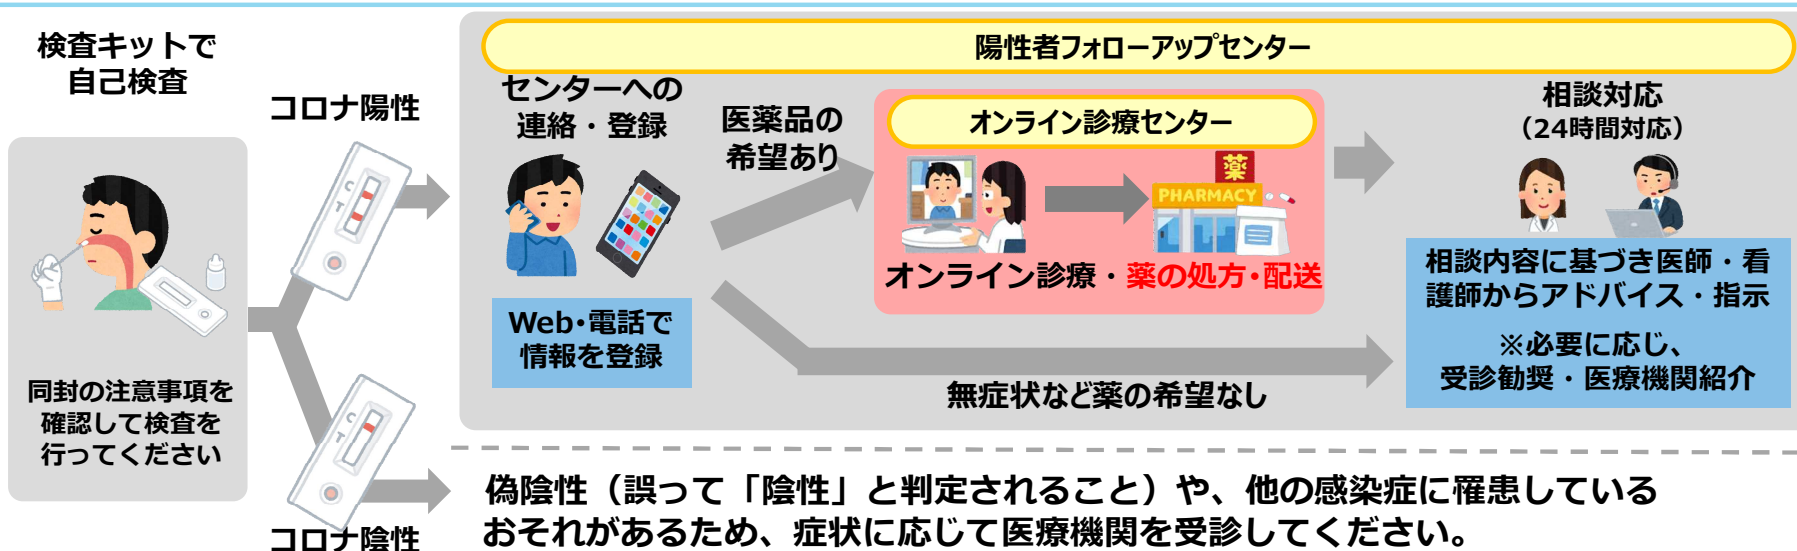 検査キットで
自己検査
同封の注意事項を
確認して検査を
行ってください
コロナ陽性
C
T
コロナ陰性
C
T
陽性者フォローアップセンター
センターへの
連絡・登録
Web・電話で
情報を登録
医薬品の
希望あり
オンライン診療センター
薬
PHARMACY
オンライン診療・薬の処方・配送
無症状など薬の希望なし
相談対応
（24時間対応）
相談内容に基づき医師・看
護師からアドバイス・指示
※必要に応じ、
受診勧奨・医療機関紹介
偽陰性（誤って「陰性」と判定されること）や、他の感染症に罹患している
おそれがあるため、症状に応じて医療機関を受診してください。